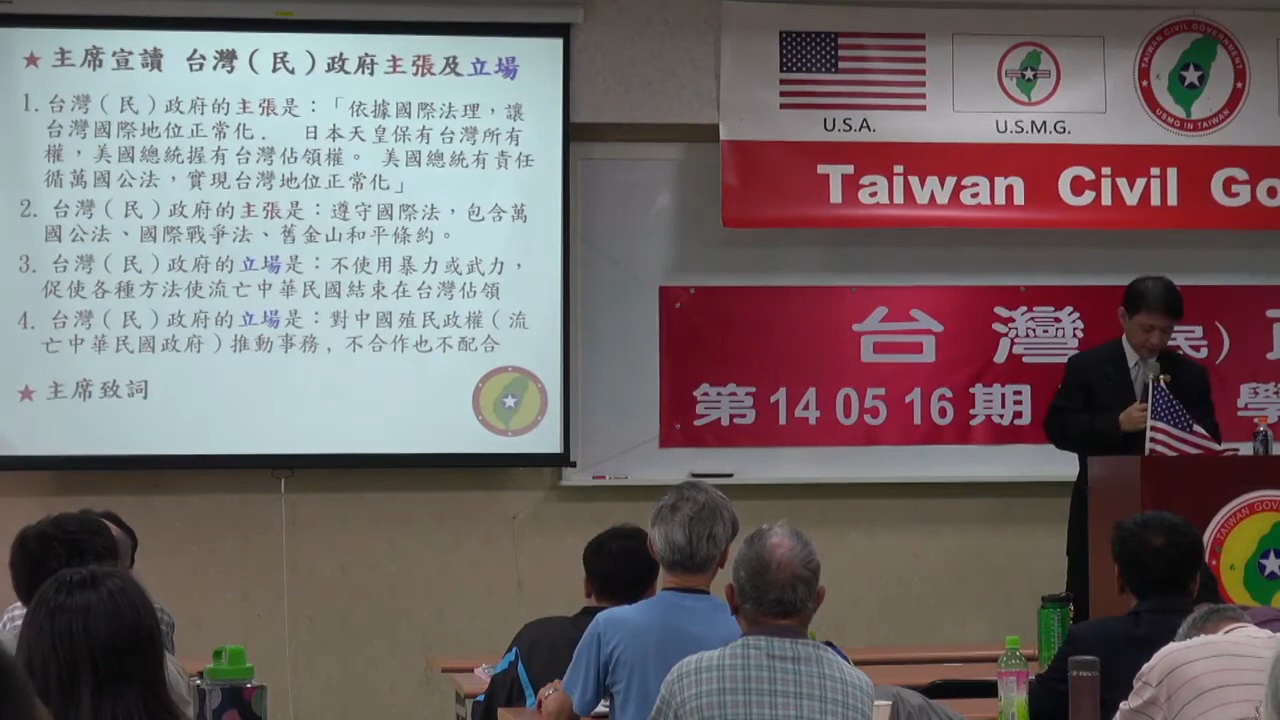 ★ 主席宣讀 台灣(民)政府主張及立場
1. 台灣(民)政府的主張是:「依據國際法理,讓
台灣國際地位正常化. 日本天皇保有台灣所有
權,美國總統握有台灣佔領權。 美國總統有責任
循萬國公法,實現台灣地位正常化」
2. 台灣(民)政府的主張是:遵守國際法,包含萬
國公法、國際戰爭法、舊金山和平條約。
3. 台灣(民)政府的立場是:不使用暴力或武力,
促使各種方法使流亡中華民國結束在台灣佔領
4. 台灣(民)政府的立場是:對中國殖民政權(流
亡中華民國政府)推動事務, 不合作也不配合
★ 主席致詞
U.S.A.
U.S.M.G.
TAIWAN CIVIL GOVERNMENT
USMG IN TAIWAN
Taiwan Civil Go
台灣 民)
第 14 05 16 期 學
TAIWAN GOV